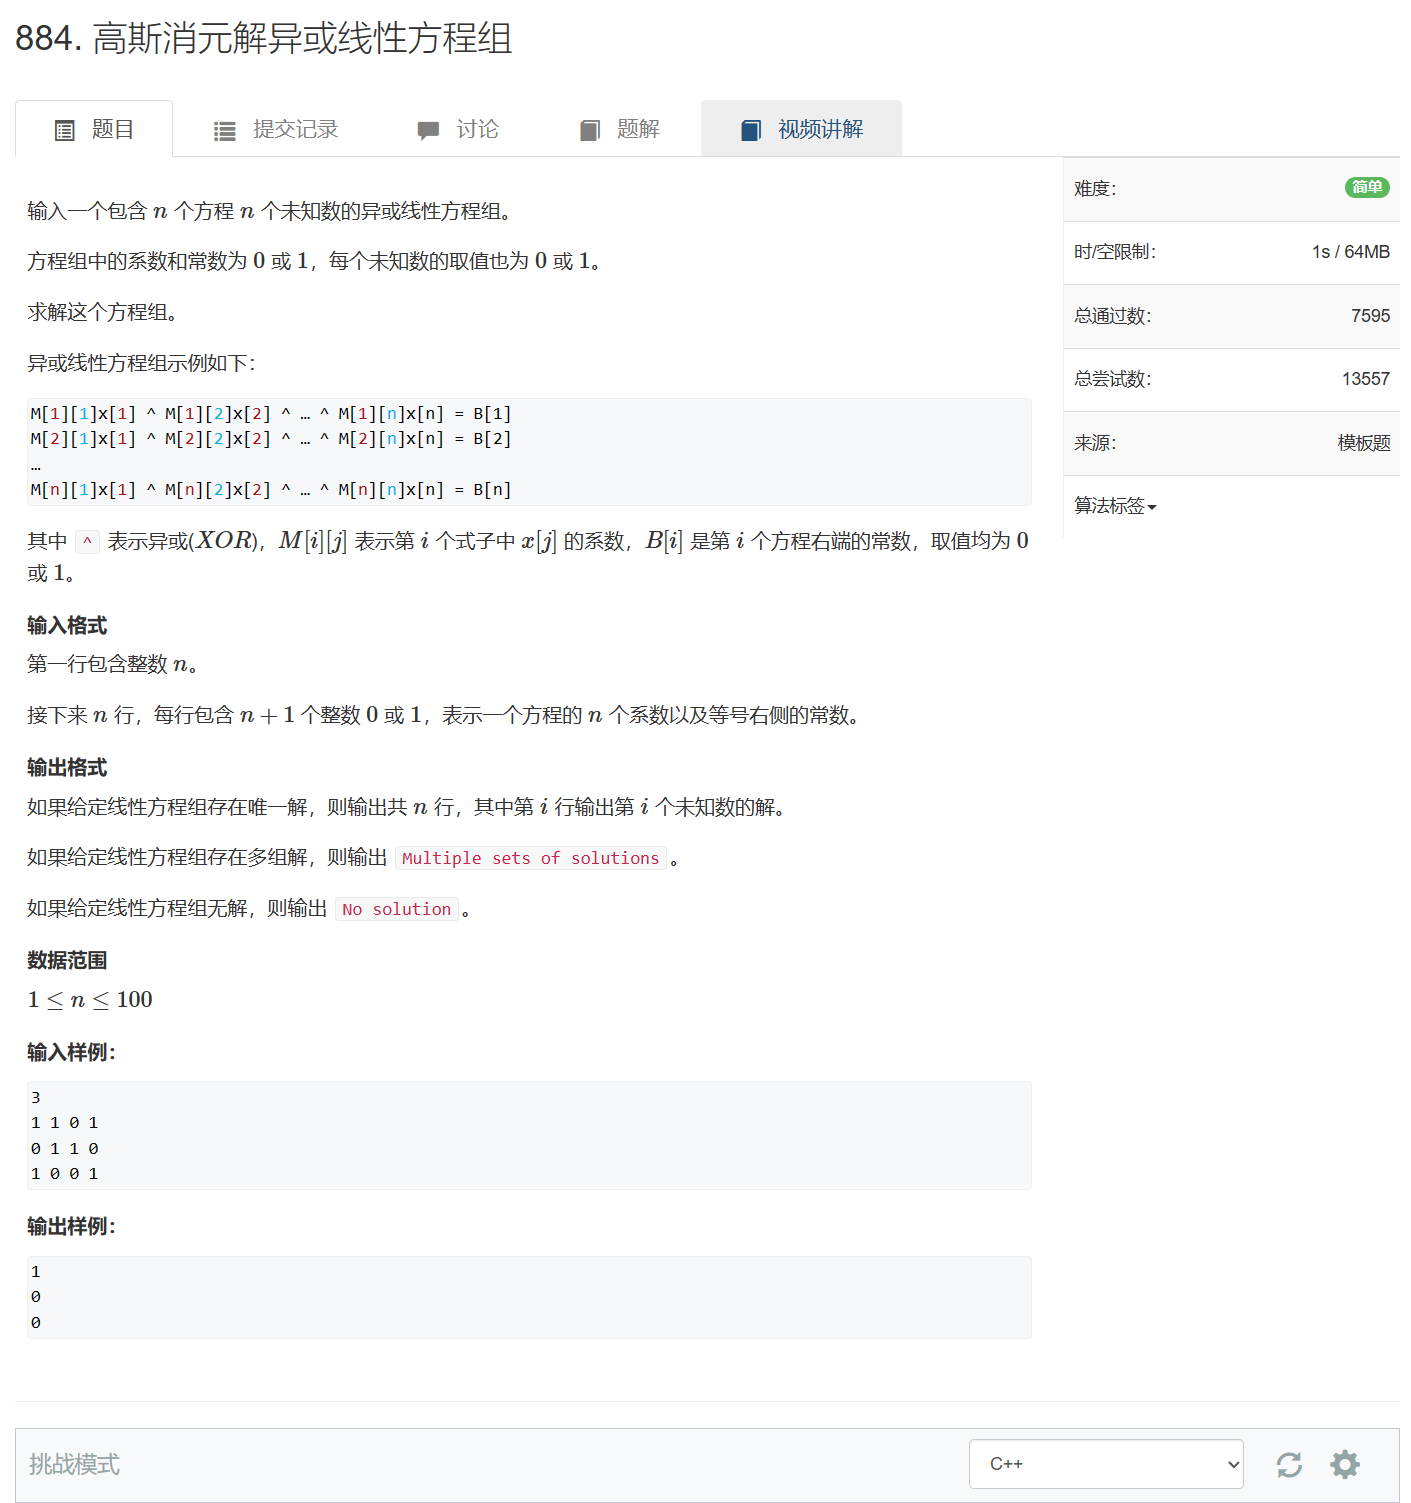 884. 高斯消元解异或线性方程组
题目
提交记录
讨论
题解
视频讲解
输入一个包含 n 个方程 n 个未知数的异或线性方程组。
方程组中的系数和常数为 0 或 1，每个未知数的取值也为 0 或 1。
求解这个方程组。
异或线性方程组示例如下：
M[1][1]x[1] ^ M[1][2]x[2] ^ … ^ M[1][n]x[n] = B[1]
M[2][1]x[1] ^ M[2][2]x[2] ^ … ^ M[2][n]x[n] = B[2]
…
M[n][1]x[1] ^ M[n][2]x[2] ^ … ^ M[n][n]x[n] = B[n]
其中 ^ 表示异或(XOR)，M[i][j] 表示第 i 个式子中 x[j] 的系数，B[i] 是第 i 个方程右端的常数，取值均为 0
或 1。
输入格式
第一行包含整数 n。
接下来 n 行，每行包含 n + 1 个整数 0 或 1，表示一个方程的 n 个系数以及等号右侧的常数。
输出格式
如果给定线性方程组存在唯一解，则输出共 n 行，其中第 i 行输出第 i 个未知数的解。
如果给定线性方程组存在多组解，则输出 Multiple sets of solutions 。
如果给定线性方程组无解，则输出 No solution 。
数据范围
1 ≤ n ≤ 100
输入样例：
3
1 1 0 1
0 1 1 0
1 0 0 1
输出样例：
1
0
0
难度： 简单
时/空限制： 1s / 64MB
总通过数： 7595
总尝试数： 13557
来源： 模板题
算法标签
挑战模式
C++